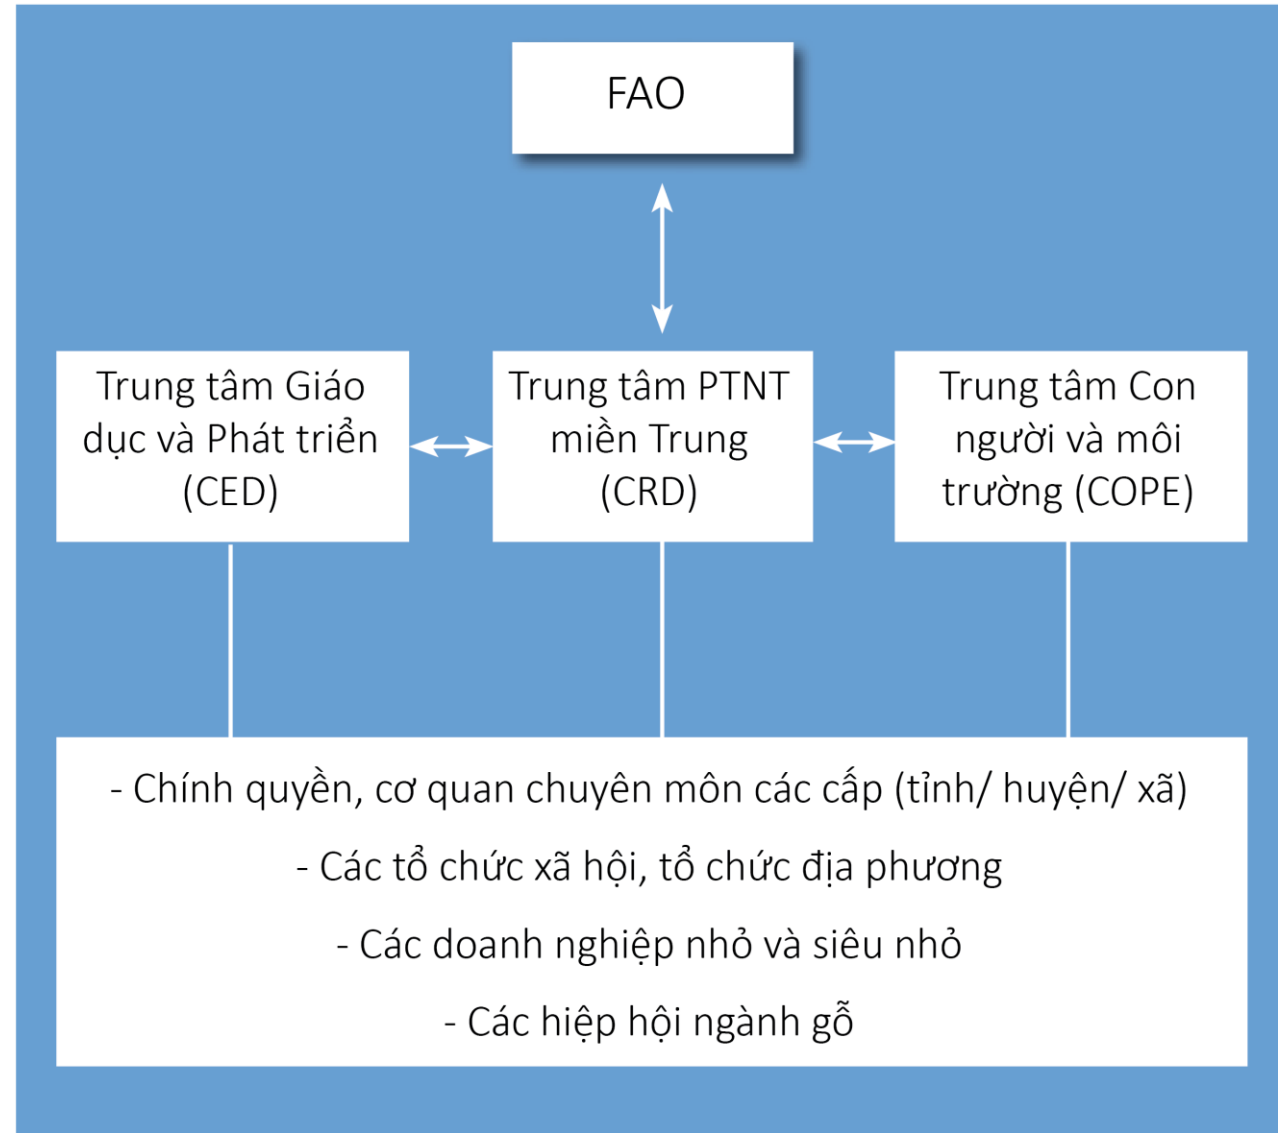 FAO
Trung tâm Giáo
dục và Phát triển
(CED)
Trung tâm PTNT
miền Trung
(CRD)
Trung tâm Con
người và môi
trường (COPE)
- Chính quyền, cơ quan chuyên môn các cấp (tỉnh/ huyện/ xã)
- Các tổ chức xã hội, tổ chức địa phương
- Các doanh nghiệp nhỏ và siêu nhỏ
- Các hiệp hội ngành gỗ